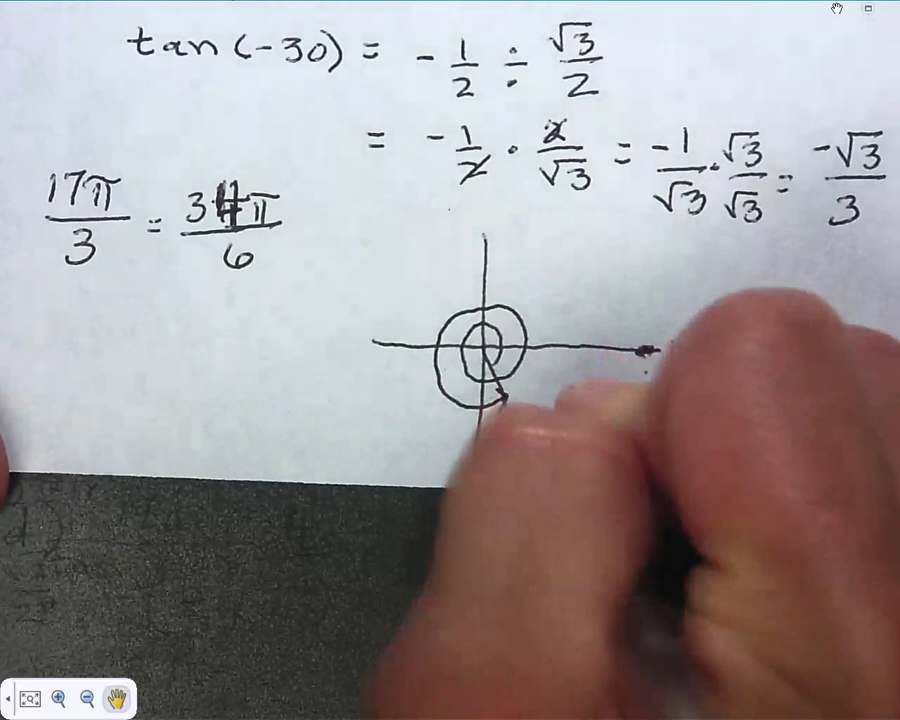 tan(-30) = - 1/2 ÷ √3/2
= - 1/2 · 2/√3 = -1/√3 · √3/√3 = -√3/3
17π/3 = 34π/6